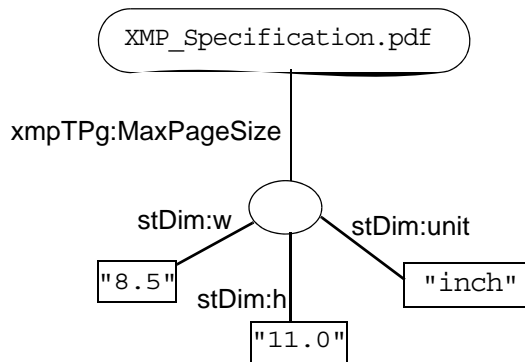 XMP_Specification.pdf
xmpTPg:MaxPageSize
stDim:w
stDim:unit
"8.5"
stDim:h
"inch"
"11.0"